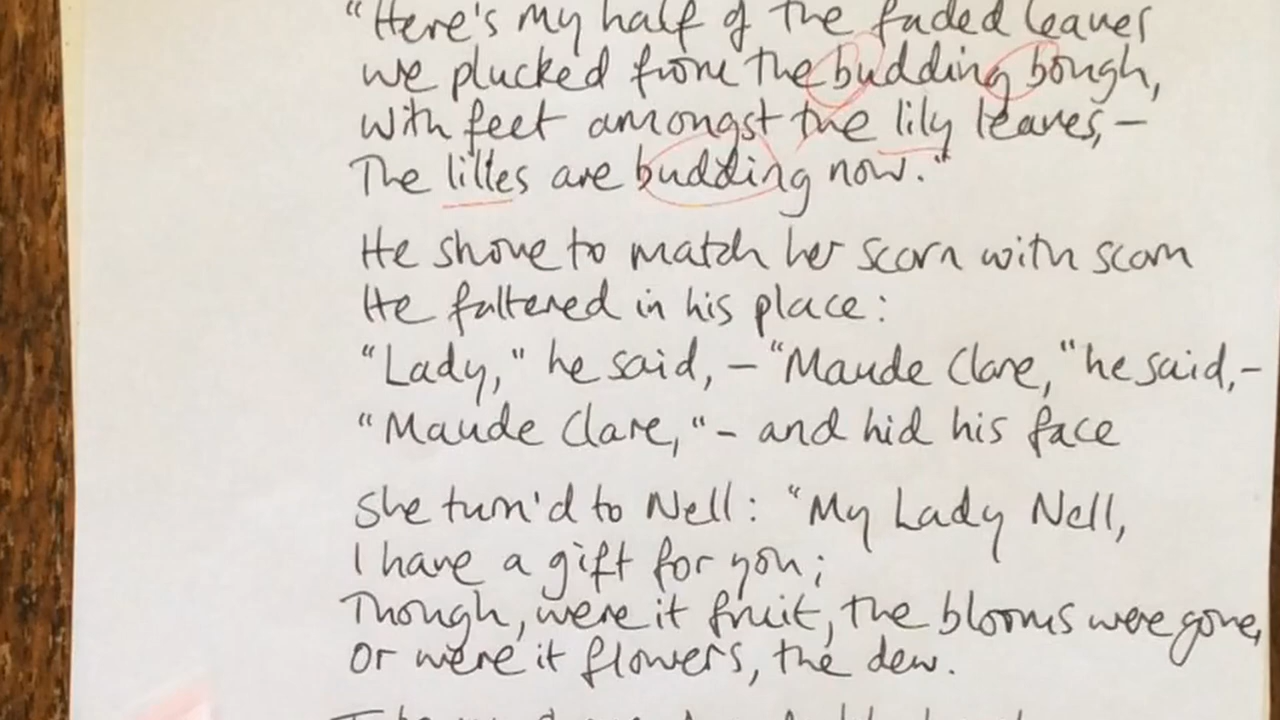 "Here's my half of the faded leaves
we plucked from the budding bough,
with feet amongst the lily leaves, –
The lilies are budding now."
He strove to match her scorn with scorn
He faltered in his place:
"Lady," he said, – "Maude Clare," he said, –
"Maude Clare," – and hid his face
She turn'd to Nell: "My Lady Nell,
I have a gift for you;
Though, were it fruit, the blooms were gone,
Or were it flowers, the dew.